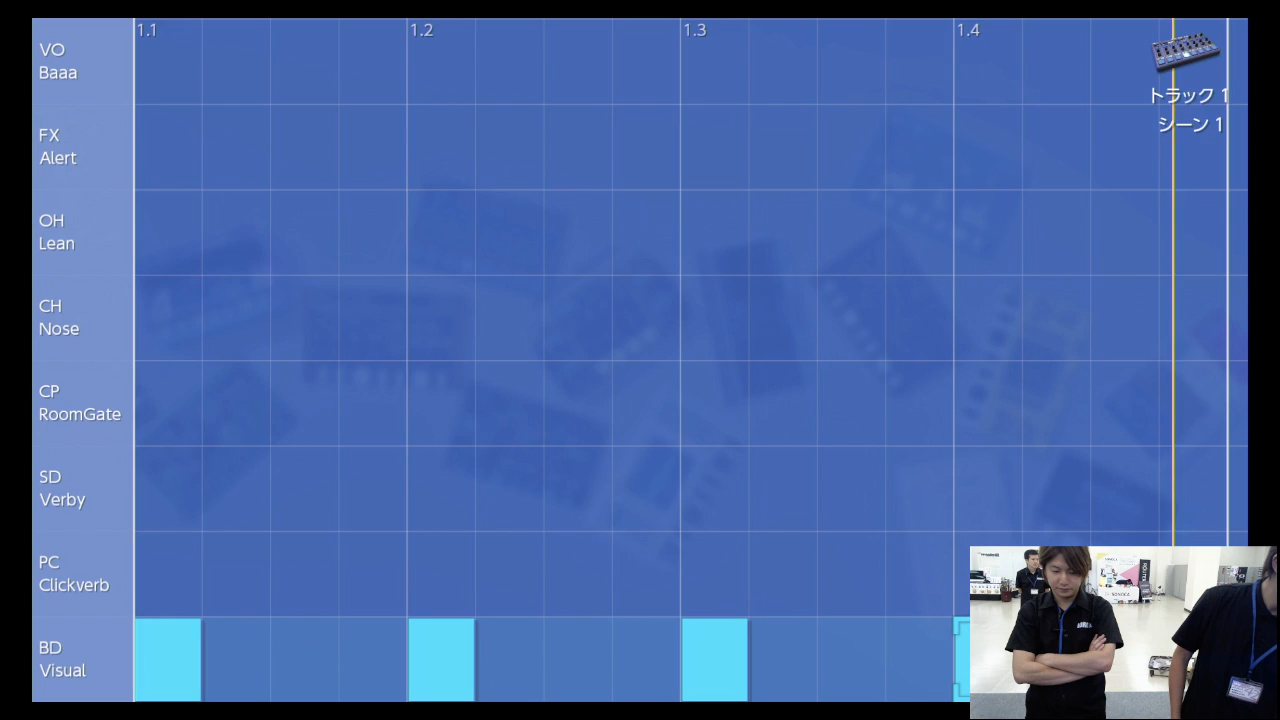 1.1
1.2
1.3
1.4
VO
Baaa
FX
Alert
OH
Lean
CH
Nose
CP
RoomGate
SD
Verby
PC
Clickverb
BD
Visual
トラック 1
シーン 1
SONOCA